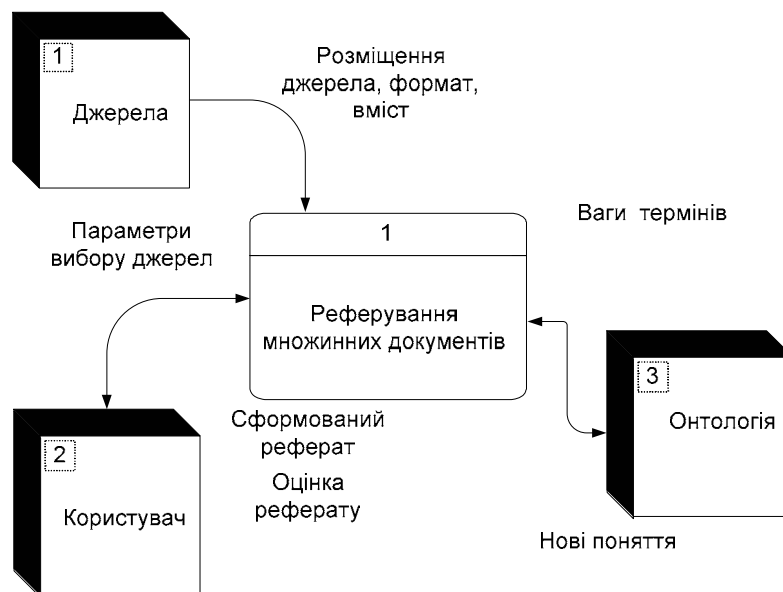 1
Джерела
Розміщення
джерела, формат,
вміст
Параметри
вибору джерел
1
Реферування
множинних документів
Ваги термінів
3
Онтологія
Нові поняття
2
Користувач
Сформований
реферат
Оцінка
реферату